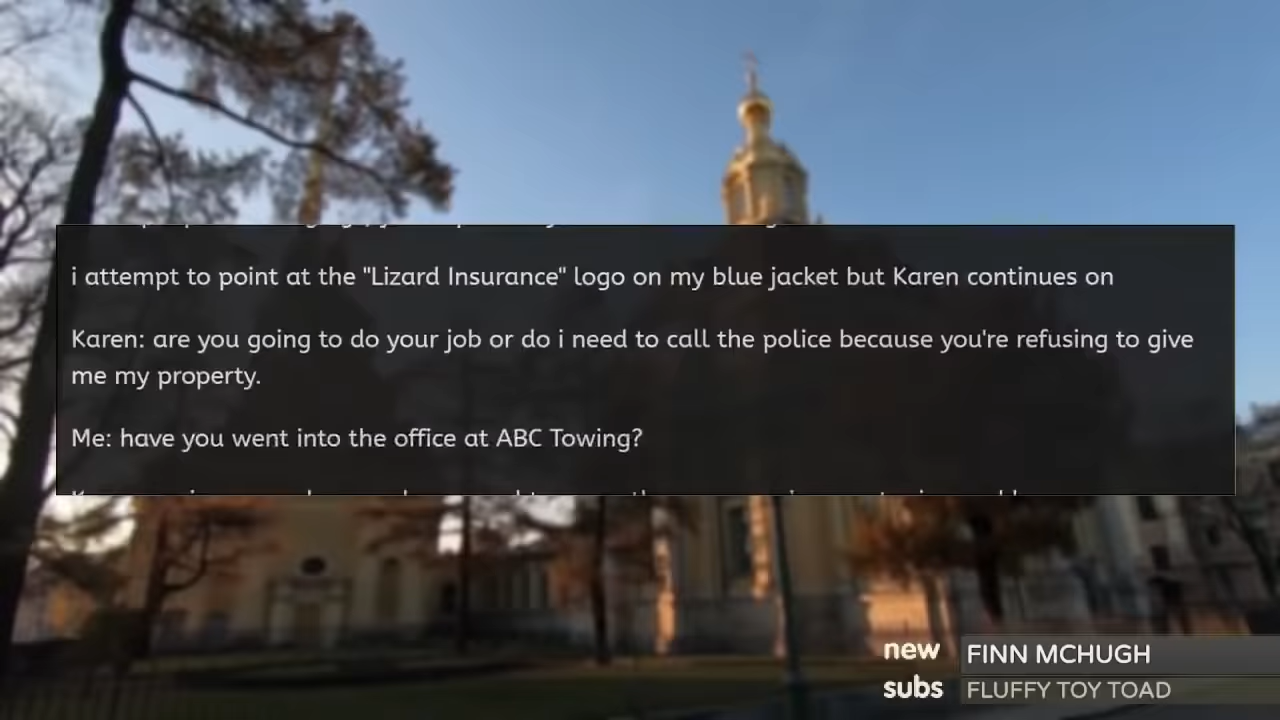 i attempt to point at the "Lizard Insurance" logo on my blue jacket but Karen continues on
Karen: are you going to do your job or do i need to call the police because you're refusing to give
me my property.
Me: have you went into the office at ABC Towing?
new
subs
FINN MCHUGH
FLUFFY TOY TOAD